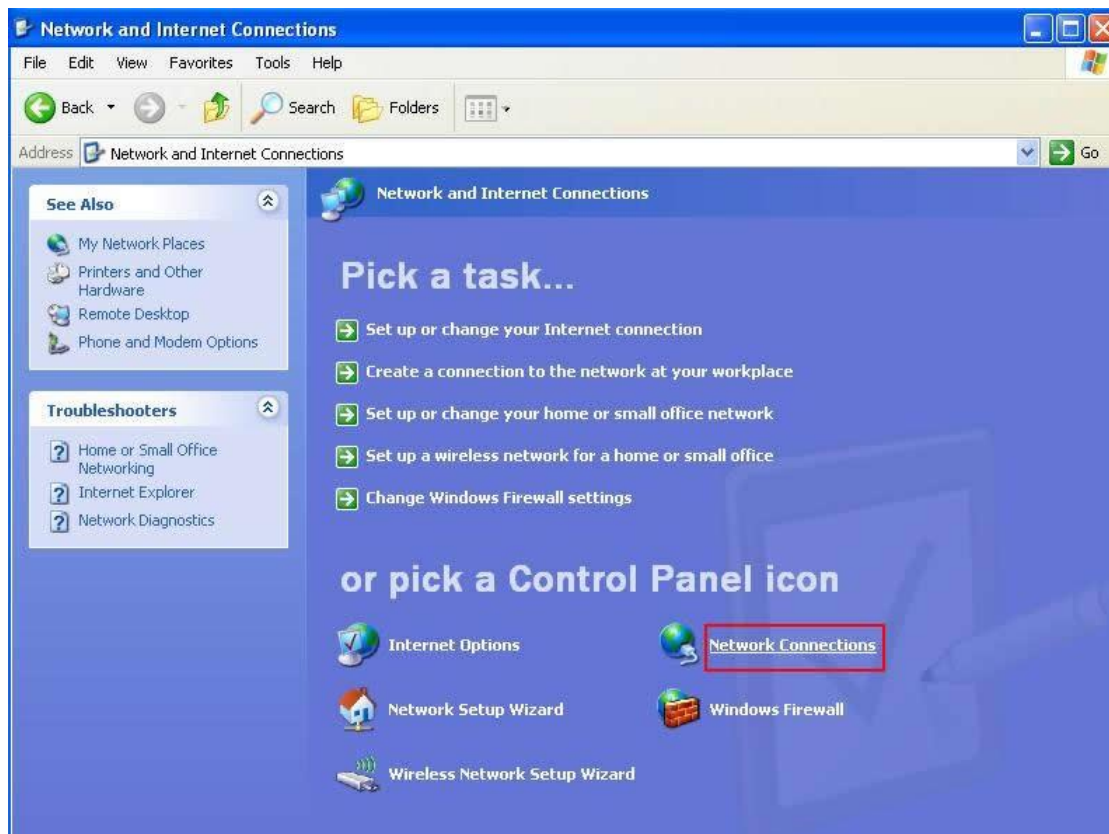 Network and Internet Connections
File Edit View Favorites Tools Help
Back Search Folders
Address Network and Internet Connections Go
See Also
My Network Places
Printers and Other
Hardware
Remote Desktop
Phone and Modem Options
Troubleshooters
Home or Small Office
Networking
Internet Explorer
Network Diagnostics
Network and Internet Connections
Pick a task...
Set up or change your Internet connection
Create a connection to the network at your workplace
Set up or change your home or small office network
Set up a wireless network for a home or small office
Change Windows Firewall settings
or pick a Control Panel icon
Internet Options Network Connections
Network Setup Wizard Windows Firewall
Wireless Network Setup Wizard